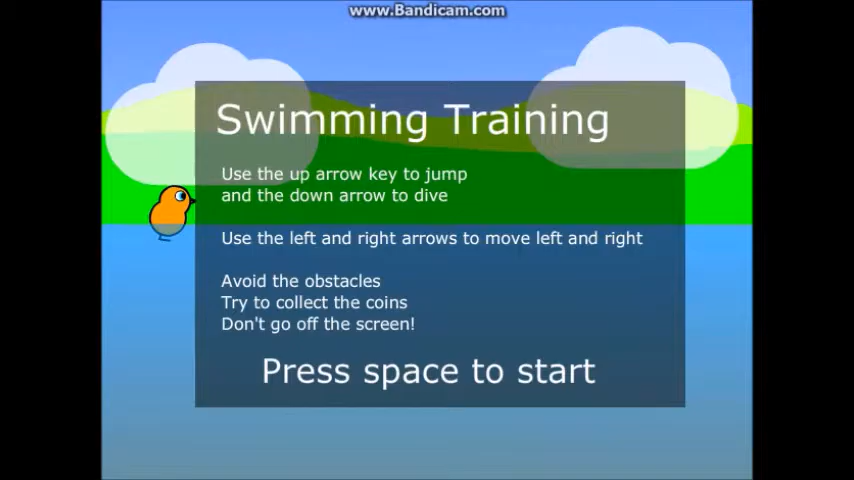 www.Bandicam.com
Swimming Training
Use the up arrow key to jump
and the down arrow to dive
Use the left and right arrows to move left and right
Avoid the obstacles
Try to collect the coins
Don't go off the screen!
Press space to start